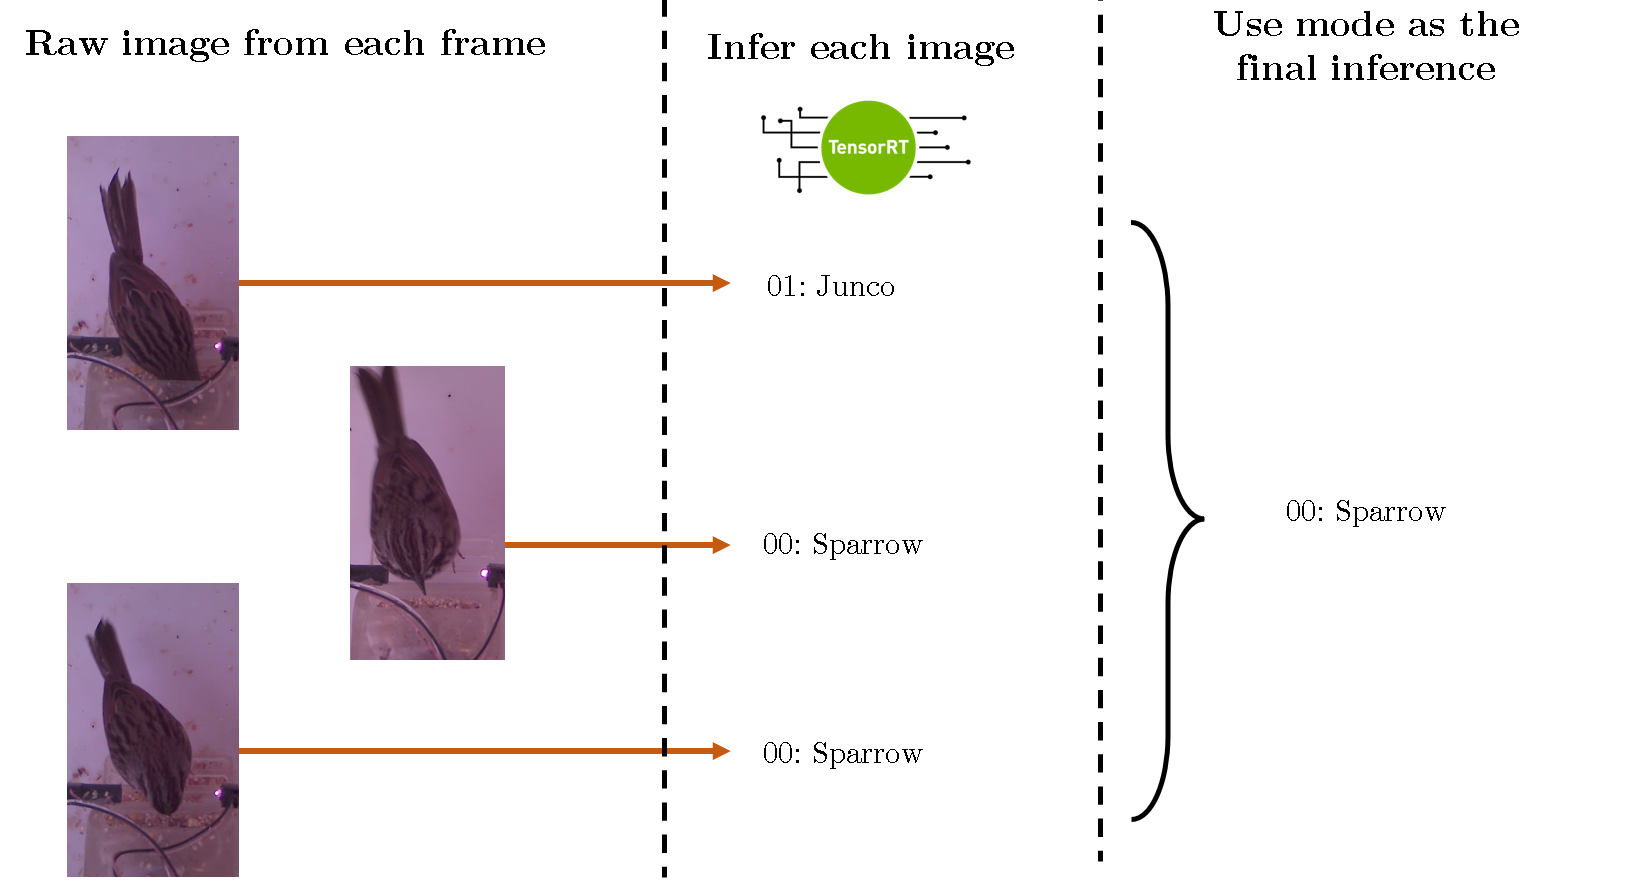 Raw image from each frame
Infer each image
Use mode as the
final inference
TensorRT
01: Junco
00: Sparrow
00: Sparrow
00: Sparrow